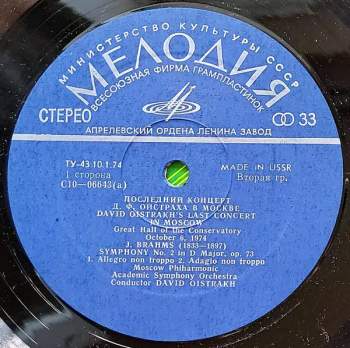 МИНИСТЕРСТВО КУЛЬТУРЫ СССР
МЕЛОДИЯ
ВСЕСОЮЗНАЯ ФИРМА ГРАМПЛАСТИНОК
СТЕРЕО
33
АПРЕЛЕВСКИЙ ОРДЕНА ЛЕНИНА ЗАВОД
ТУ-43.10.1.74
MADE IN USSR
1 сторона
Вторая гр.
С10—06643(а)
ПОСЛЕДНИЙ КОНЦЕРТ
Д. Ф. ОЙСТРАХА В МОСКВЕ
DAVID OISTRAKH'S LAST CONCERT
IN MOSCOW
Great Hall of the Conservatory
October 6, 1974
J. BRAHMS (1833—1897)
SYMPHONY No. 2 in D Major, op. 73
1. Allegro non troppo 2. Adagio non troppo
Moscow Philharmonic
Academic Symphony Orchestra
Conductor DAVID OISTRAKH